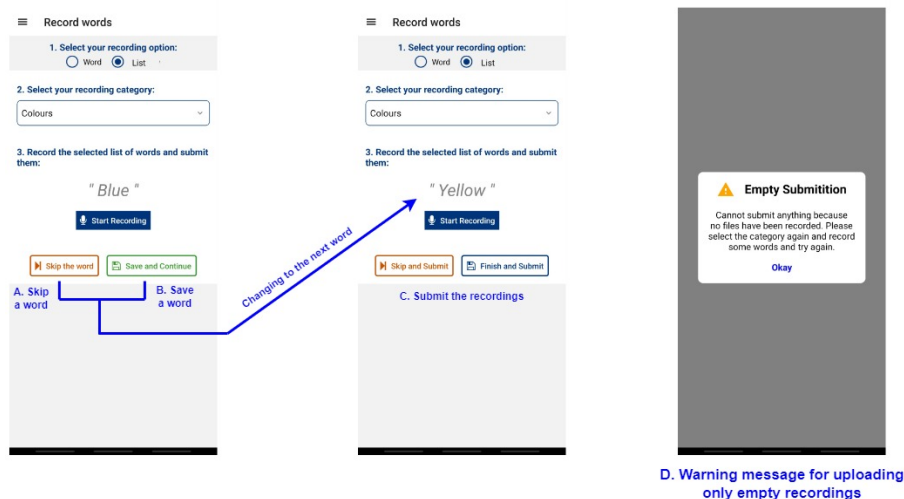 Record words
1. Select your recording option:
Word List
2. Select your recording category:
Colours
3. Record the selected list of words and submit
them:
" Blue "
Start Recording
Skip the word Save and Continue
A. Skip
a word
B. Save
a word
Changing to the next word
Record words
1. Select your recording option:
Word List
2. Select your recording category:
Colours
3. Record the selected list of words and submit
them:
" Yellow "
Start Recording
Skip and Submit Finish and Submit
C. Submit the recordings
Empty Submitition
Cannot submit anything because
no files have been recorded. Please
select the category again and record
some words and try again.
Okay
D. Warning message for uploading
only empty recordings